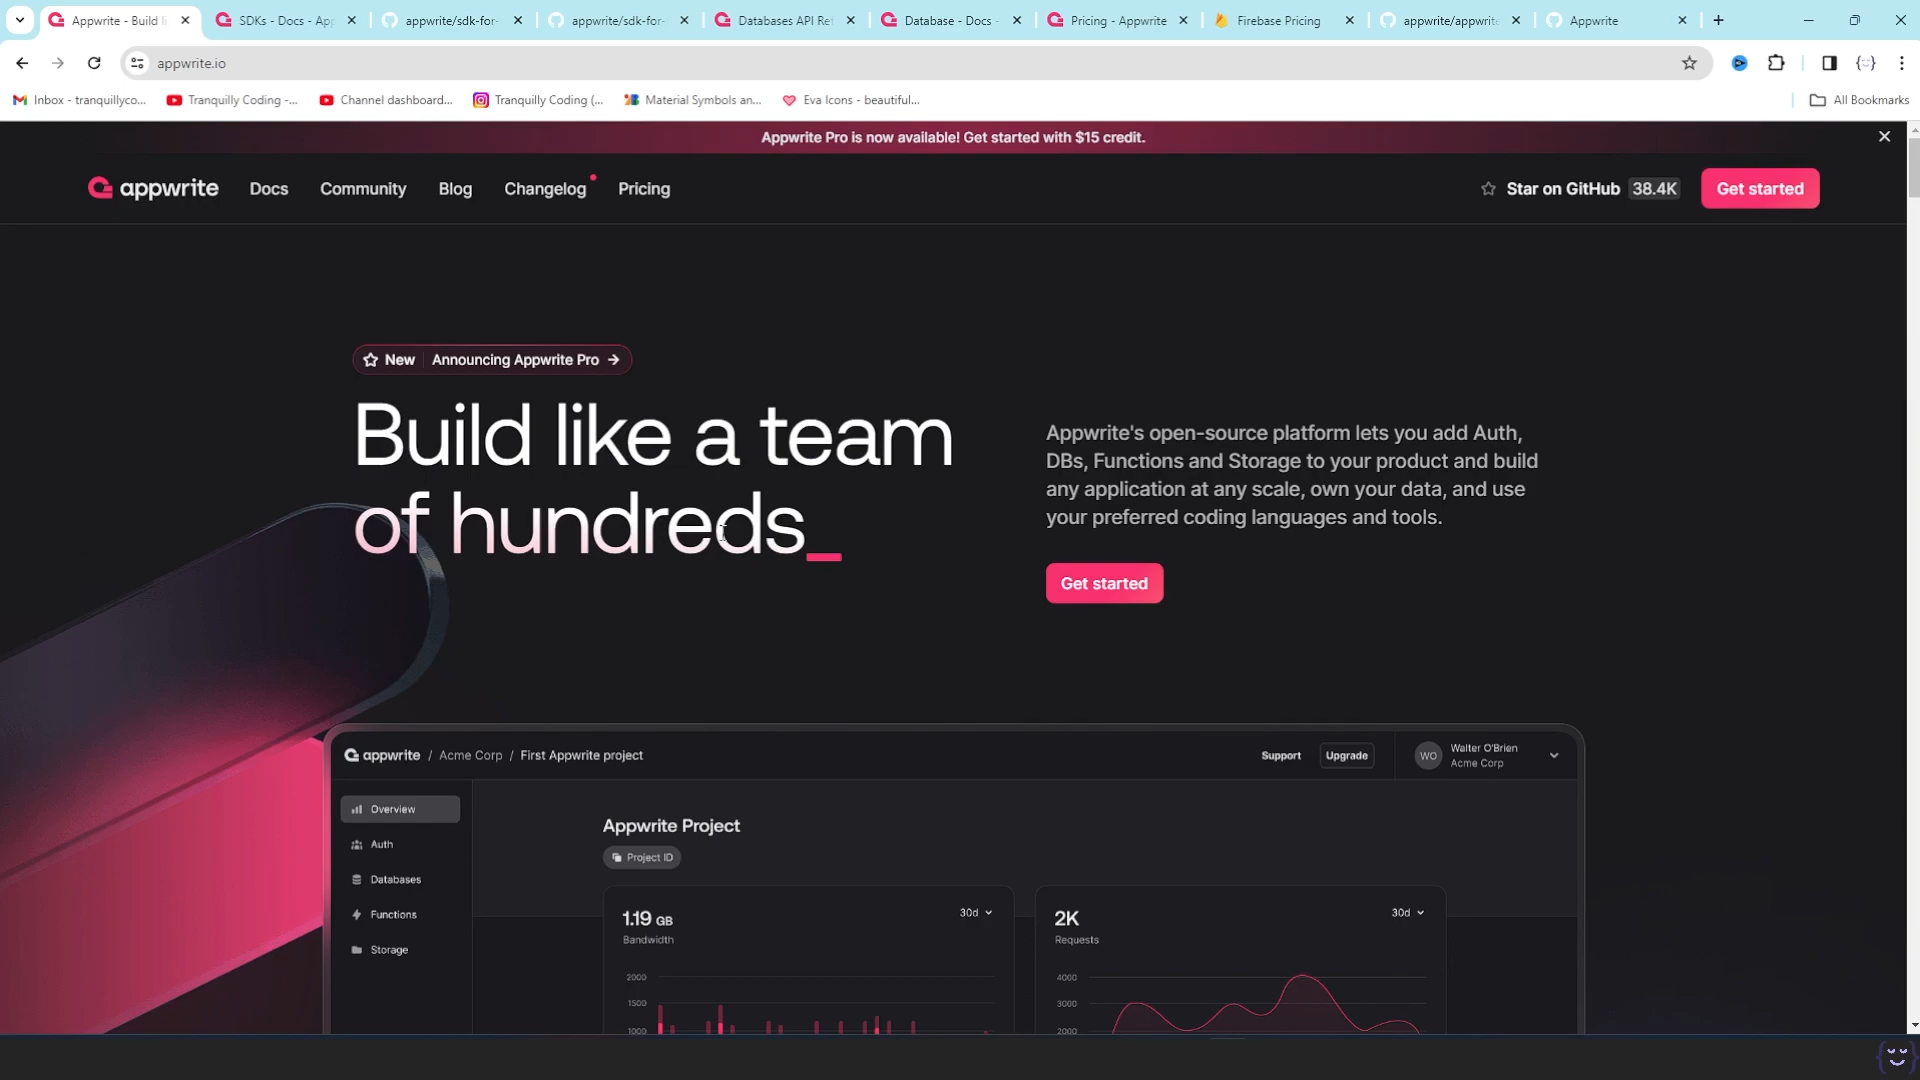 Appwrite - Build li
SDKs - Docs - App
appwrite/sdk-for-
appwrite/sdk-for-
Databases API Ref
Database - Docs -
Pricing - Appwrite
Firebase Pricing
appwrite/appwrite
Appwrite
appwrite.io
Inbox - tranquillyco...
Tranquilly Coding -...
Channel dashboard...
Tranquilly Coding (...
Material Symbols an...
Eva Icons - beautiful...
All Bookmarks
Appwrite Pro is now available! Get started with $15 credit.
appwrite
Docs
Community
Blog
Changelog
Pricing
Star on GitHub 38.4K
Get started
New
Announcing Appwrite Pro →
Build like a team
of hundreds_
Appwrite's open-source platform lets you add Auth,
DBs, Functions and Storage to your product and build
any application at any scale, own your data, and use
your preferred coding languages and tools.
Get started
appwrite / Acme Corp / First Appwrite project
Support
Upgrade
WO
Walter O'Brien
Acme Corp
Overview
Auth
Databases
Functions
Storage
Appwrite Project
Project ID
1.19 GB
30d
Bandwidth
2000
1500
1000
2K
30d
Requests
4000
3000
2000